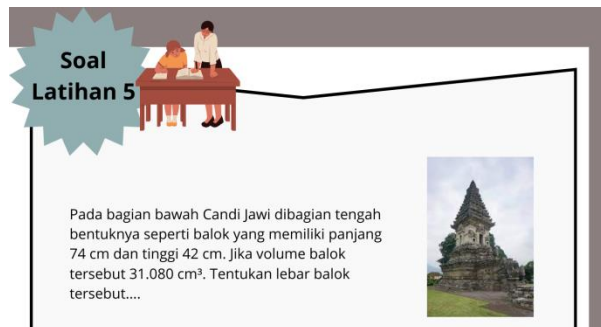 Soal
Latihan 5
Pada bagian bawah Candi Jawi dibagian tengah
bentuknya seperti balok yang memiliki panjang
74 cm dan tinggi 42 cm. Jika volume balok
tersebut 31.080 cm³. Tentukan lebar balok
tersebut....